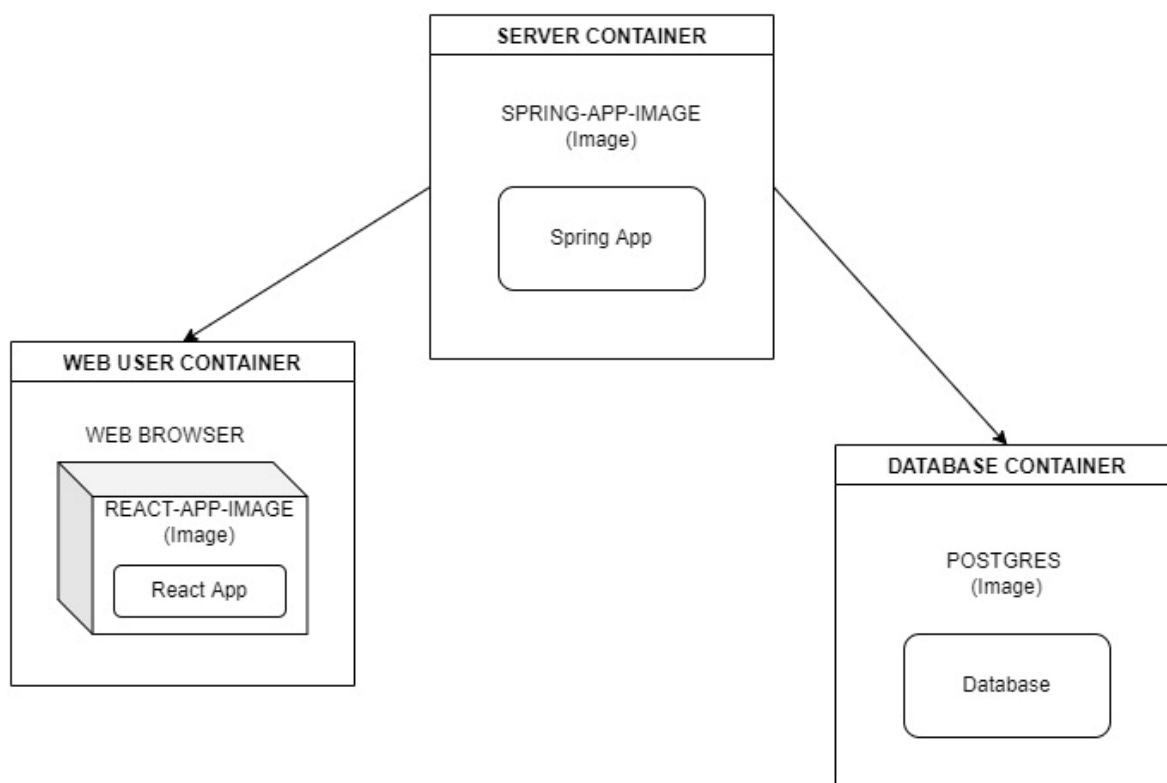 SERVER CONTAINER
SPRING-APP-IMAGE
(Image)
Spring App
WEB USER CONTAINER
WEB BROWSER
REACT-APP-IMAGE
(Image)
React App
DATABASE CONTAINER
POSTGRES
(Image)
Database